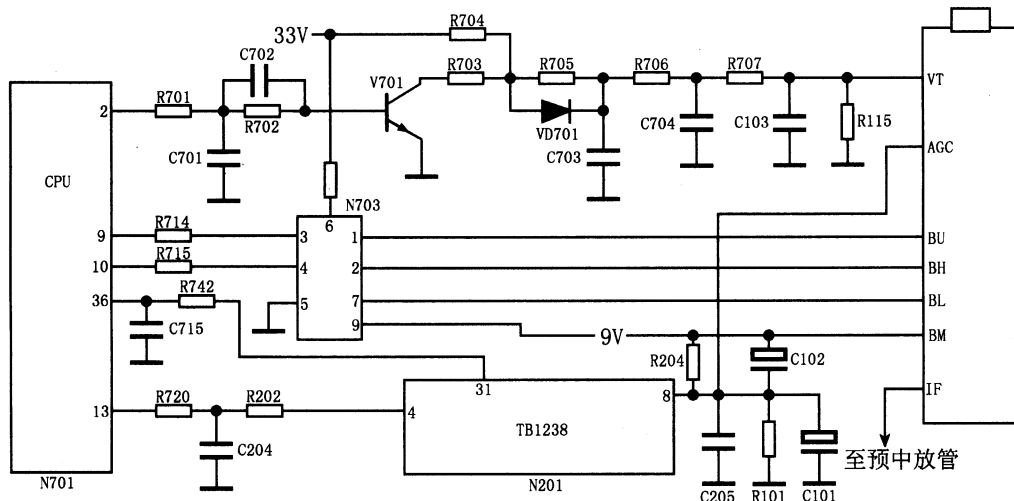 R704
33V
C702
R703
R705
R706
R707
V701
VT
2
R701
R702
VD701
C704
C103
R115
C701
C703
AGC
CPU
N703
6
9
R714
3
1
BU
10
R715
4
2
BH
36
R742
5
7
BL
C715
9
9V
BM
R204
C102
31
IF
13
R720
R202
4
8
TB1238
C204
至预中放管
N701
N201
C205
R101
C101